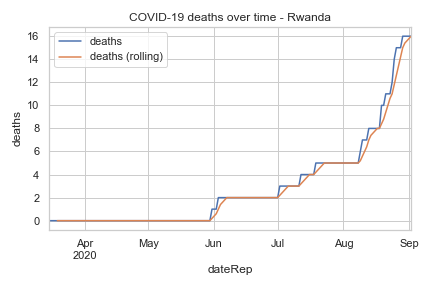 COVID-19 deaths over time - Rwanda
deaths
deaths (rolling)
16
14
12
10
8
6
4
2
0
deaths
Apr
2020
May
Jun
Jul
Aug
Sep
dateRep